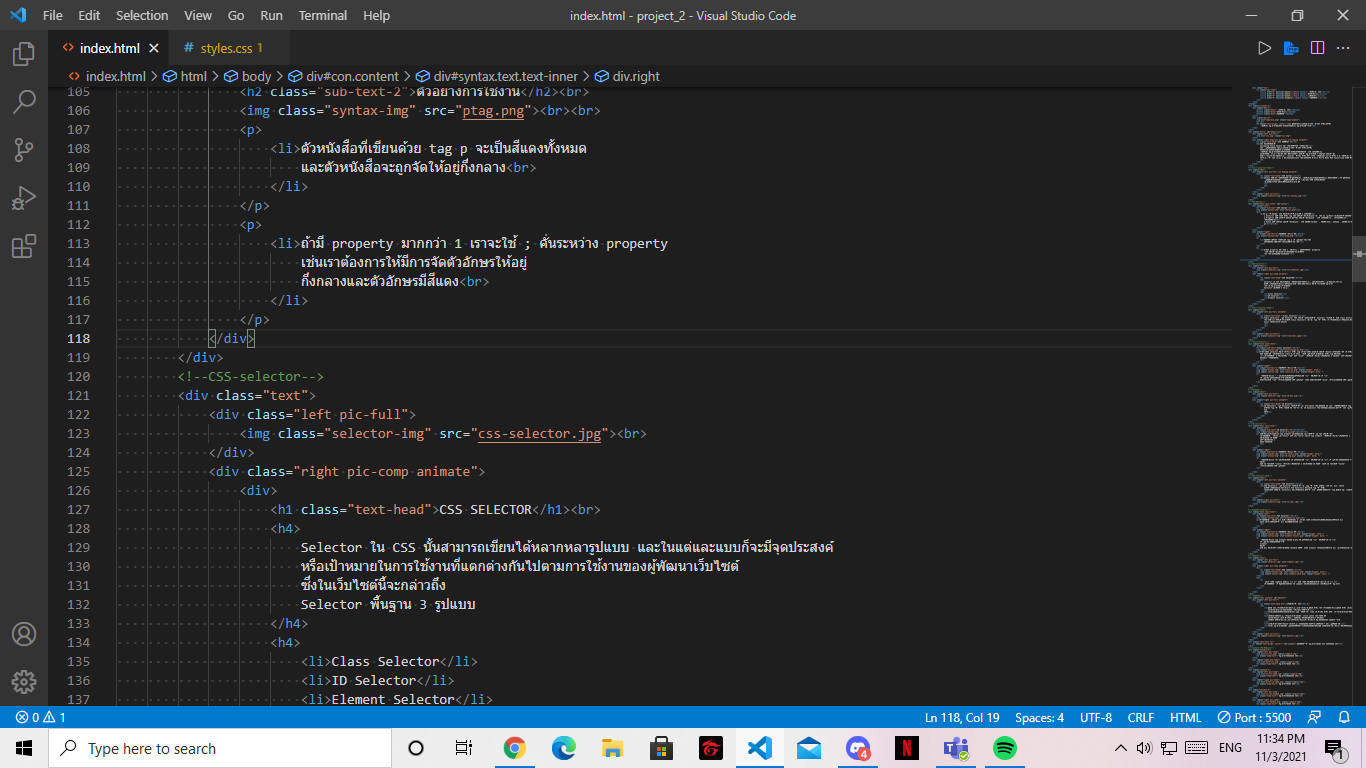 File Edit Selection View Go Run Terminal Help
index.html - project_2 - Visual Studio Code
index.html
styles.css 1
index.html > html > body > div#con.content > div#syntax.text.text-inner > div.right
105 <h2 class="sub-text-2">ตัวอย่างการใช้งาน</h2><br>
106 <img class="syntax-img" src="ptag.png"><br><br>
107 <p>
108 <li>ตัวหนังสือที่เขียนด้วย tag p จะเป็นสีแดงทั้งหมด
109 และตัวหนังสือจะถูกจัดให้อยู่กึ่งกลาง<br>
110 </li>
111 </p>
112 <p>
113 <li>ถ้ามี property มากกว่า 1 เราจะใช้ ; คั่นระหว่าง property
114 เช่นเราต้องการให้มีการจัดตัวอักษรให้อยู่
115 กึ่งกลางและตัวอักษรมีสีแดง<br>
116 </li>
117 </p>
118 </div>
119 </div>
120 <!--CSS-selector-->
121 <div class="text">
122 <div class="left pic-full">
123 <img class="selector-img" src="css-selector.jpg"><br>
124 </div>
125 <div class="right pic-comp animate">
126 <div>
127 <h1 class="text-head">CSS SELECTOR</h1><br>
128 <h4>
129 Selector ใน CSS นั้นสามารถเขียนได้หลากหลารูปแบบ และในแต่และแบบก็จะมีจุดประสงค์
130 หรือเป้าหมายในการใช้งานที่แตกต่างกันไปตามการใช้งานของผู้พัฒนาเว็บไซต์
131 ซึ่งในเว็บไซต์นี้จะกล่าวถึง
132 Selector พื้นฐาน 3 รูปแบบ
133 </h4>
134 <h4>
135 <li>Class Selector</li>
136 <li>ID Selector</li>
137 <li>Element Selector</li>
0 1 Ln 118, Col 19 Spaces: 4 UTF-8 CRLF HTML Port : 5500
Type here to search
4
ENG
11:34 PM
11/3/2021
1